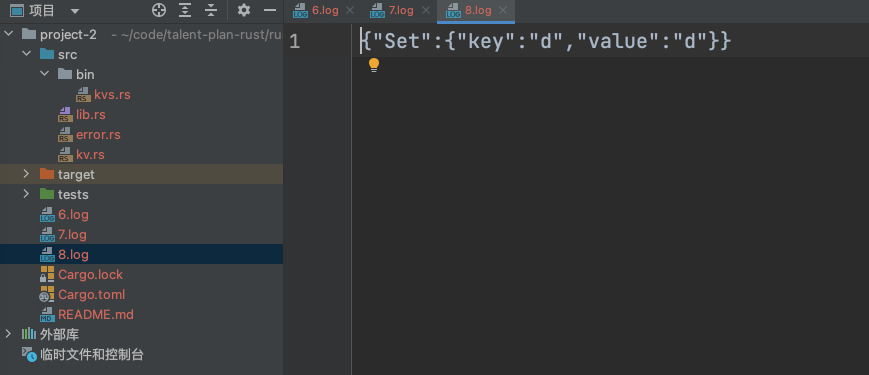 项目
6.log
7.log
8.log
project-2 - ~/code/talent-plan-rust/ru
src
bin
kvs.rs
lib.rs
error.rs
kv.rs
target
tests
6.log
7.log
8.log
Cargo.lock
Cargo.toml
README.md
外部库
临时文件和控制台
1 {"Set":{"key":"d","value":"d"}}